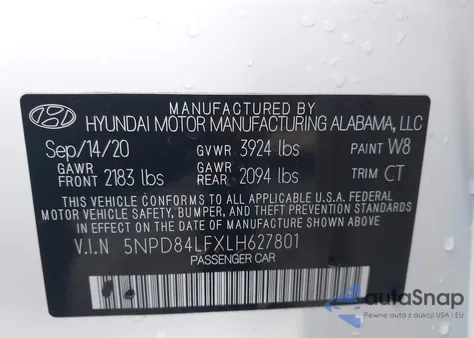 MANUFACTURED BY
HYUNDAI MOTOR MANUFACTURING ALABAMA, LLC
Sep/14/20 GVWR 3924 lbs PAINT W8
GAWR FRONT 2183 lbs GAWR REAR 2094 lbs TRIM CT
THIS VEHICLE CONFORMS TO ALL APPLICABLE U.S.A. FEDERAL
MOTOR VEHICLE SAFETY, BUMPER, AND THEFT PREVENTION STANDARDS
IN EFFECT ON THE DATE OF MANUFACTURE SHOWN ABOVE.
V.I.N 5NPD84LFXLH627801
PASSENGER CAR
autaSnap
Pewne auta z aukcji USA i EU